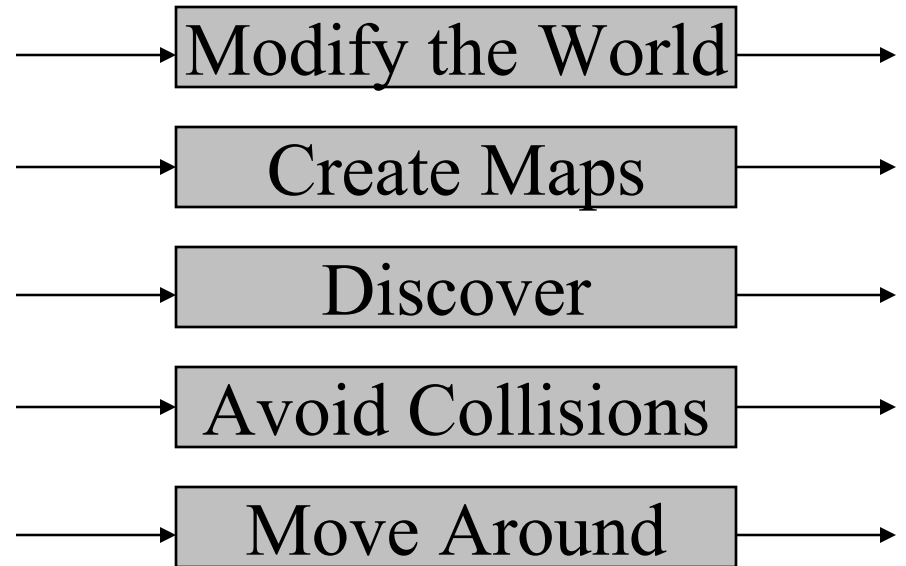 Modify the World
Create Maps
Discover
Avoid Collisions
Move Around